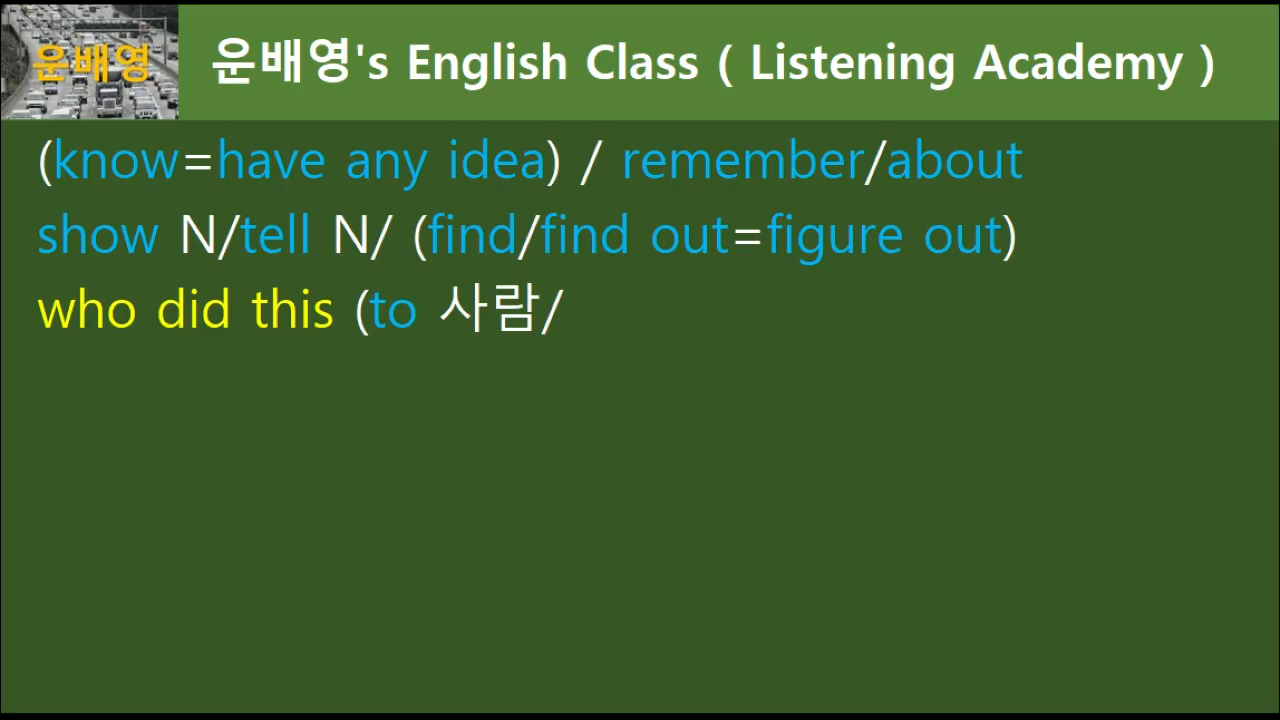 운배영
운배영's English Class ( Listening Academy )
(know=have any idea) / remember/about
show N/tell N/ (find/find out=figure out)
who did this (to 사람/